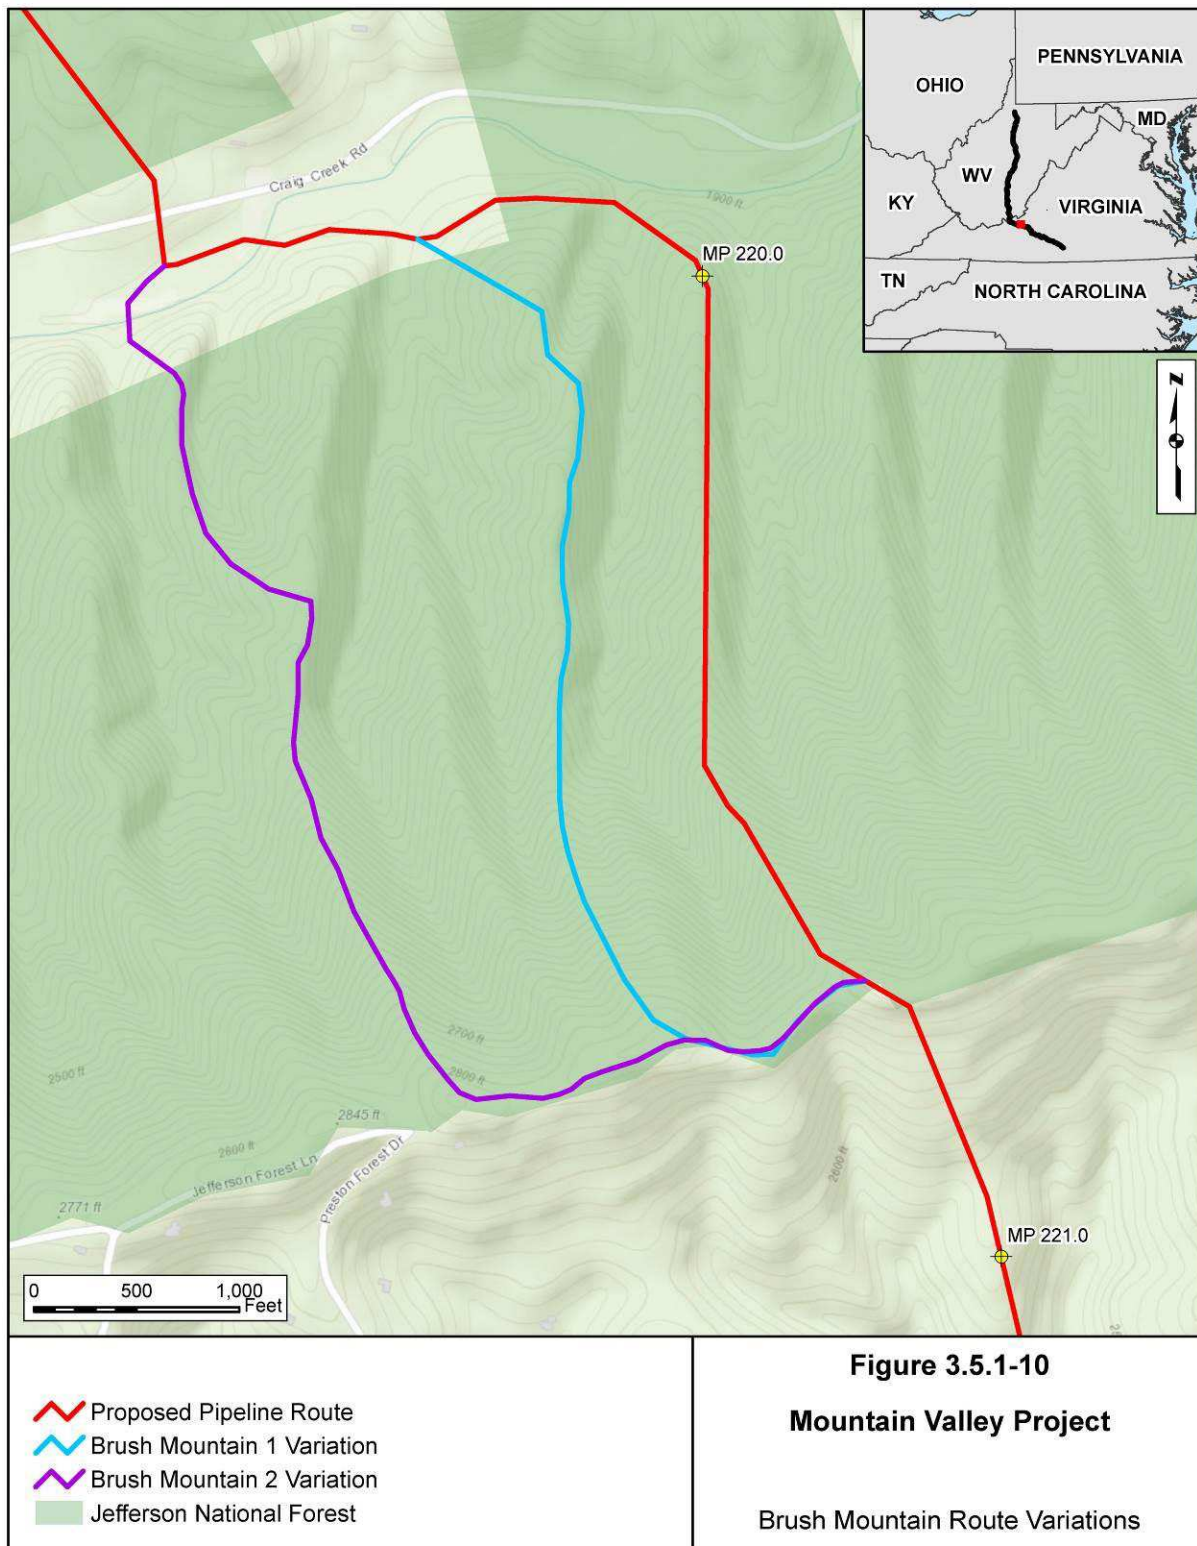 PENNSYLVANIA
OHIO
MD
WV
KY
VIRGINIA
TN
NORTH CAROLINA
Craig Creek Rd
1900 ft
MP 220.0
N
2700 ft
2800 ft
2500 ft
2845 ft
2600 ft
Jefferson Forest Ln
Preston Forest Dr
2600 ft
2771 ft
MP 221.0
0 500 1,000
Feet
Proposed Pipeline Route
Brush Mountain 1 Variation
Brush Mountain 2 Variation
Jefferson National Forest
Figure 3.5.1-10
Mountain Valley Project
Brush Mountain Route Variations